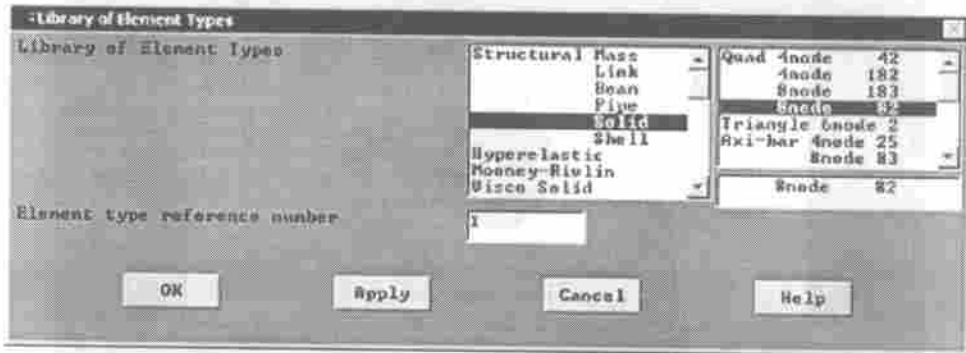 Library of Element Types
Library of Element Types
Structural Mass
Link
Beam
Pipe
Solid
Shell
Hyperelastic
Mooney-Rivlin
Visco Solid
Quad 4node 42
4node 182
8node 183
8node 82
Triangle 6node 2
Axi-har 4node 25
8node 83
8node 82
Element type reference number
1
OK
Apply
Cancel
Help